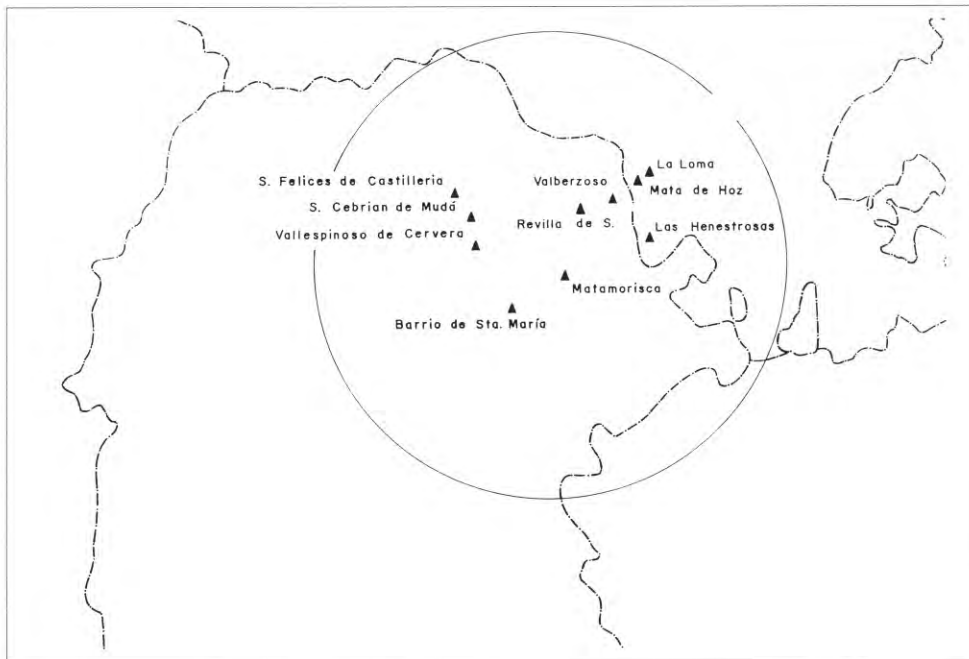 La Loma
S. Felices de Castilleria
Valberzoso
Mata de Hoz
S. Cebrian de Mudá
Revilla de S.
Las Henestrosas
Vallespinoso de Cervera
Matamorisca
Barrio de Sta. María